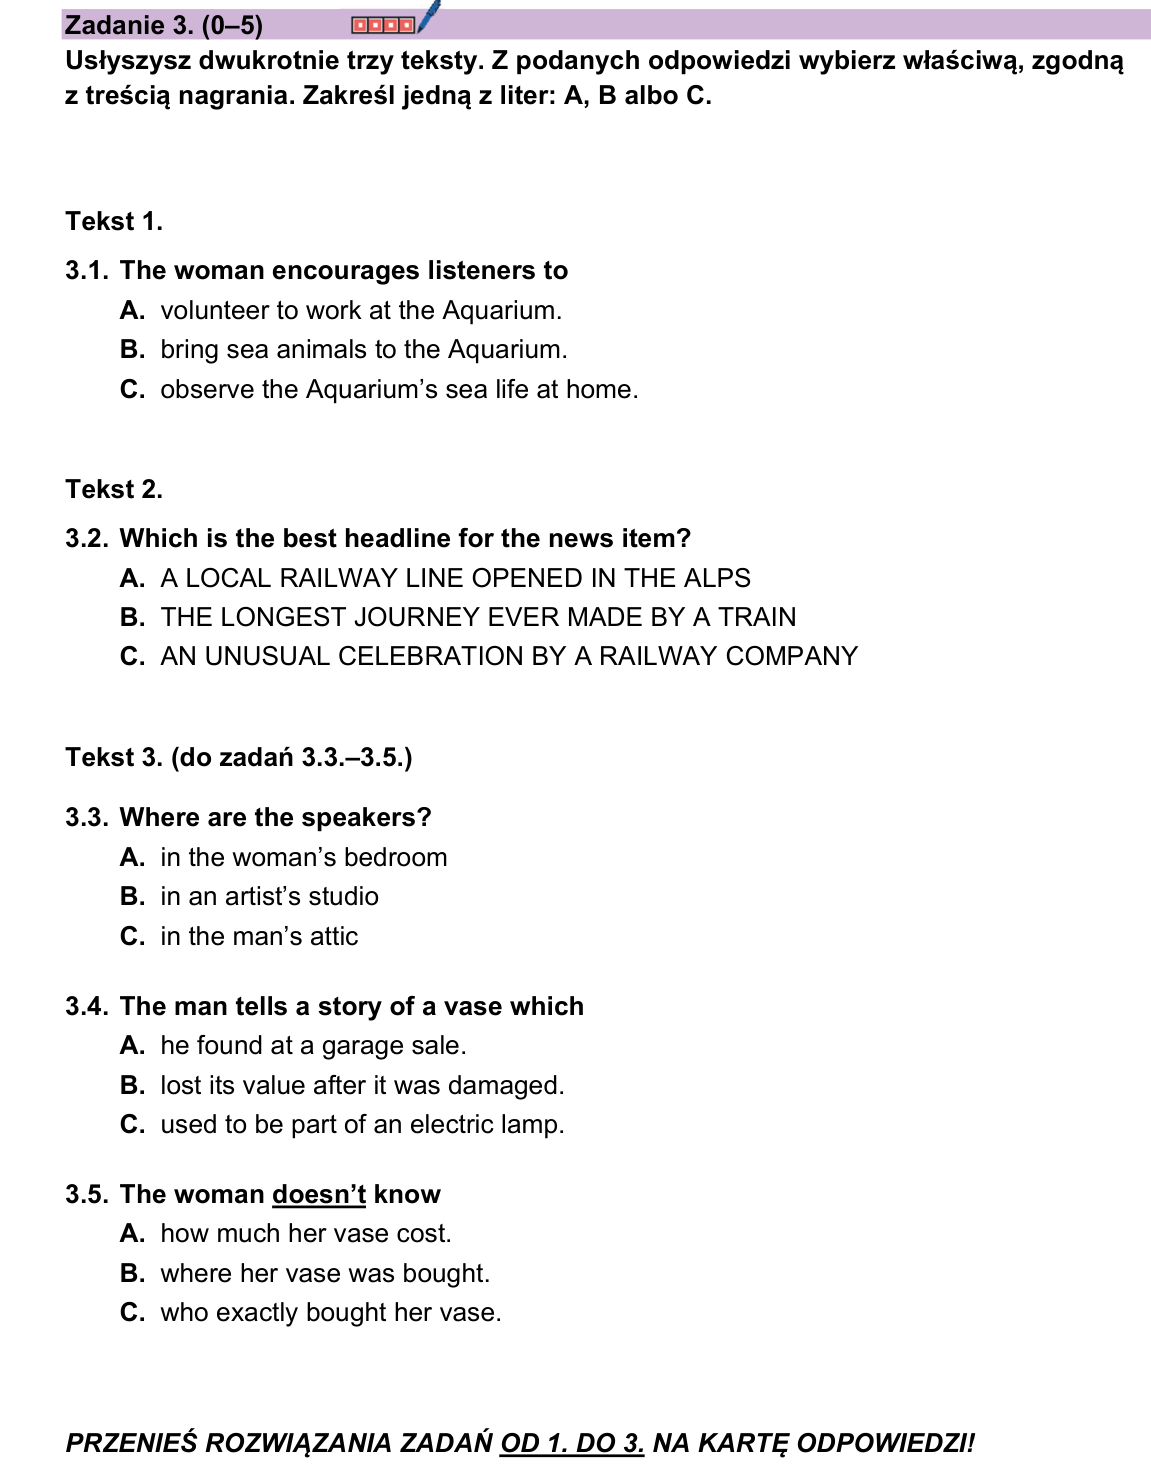 Zadanie 3. (0–5)
Usłyszysz dwukrotnie trzy teksty. Z podanych odpowiedzi wybierz właściwą, zgodną
z treścią nagrania. Zakreśl jedną z liter: A, B albo C.
Tekst 1.
3.1. The woman encourages listeners to
A. volunteer to work at the Aquarium.
B. bring sea animals to the Aquarium.
C. observe the Aquarium’s sea life at home.
Tekst 2.
3.2. Which is the best headline for the news item?
A. A LOCAL RAILWAY LINE OPENED IN THE ALPS
B. THE LONGEST JOURNEY EVER MADE BY A TRAIN
C. AN UNUSUAL CELEBRATION BY A RAILWAY COMPANY
Tekst 3. (do zadań 3.3.–3.5.)
3.3. Where are the speakers?
A. in the woman’s bedroom
B. in an artist’s studio
C. in the man’s attic
3.4. The man tells a story of a vase which
A. he found at a garage sale.
B. lost its value after it was damaged.
C. used to be part of an electric lamp.
3.5. The woman doesn’t know
A. how much her vase cost.
B. where her vase was bought.
C. who exactly bought her vase.
PRZENIEŚ ROZWIĄZANIA ZADAŃ OD 1. DO 3. NA KARTĘ ODPOWIEDZI!